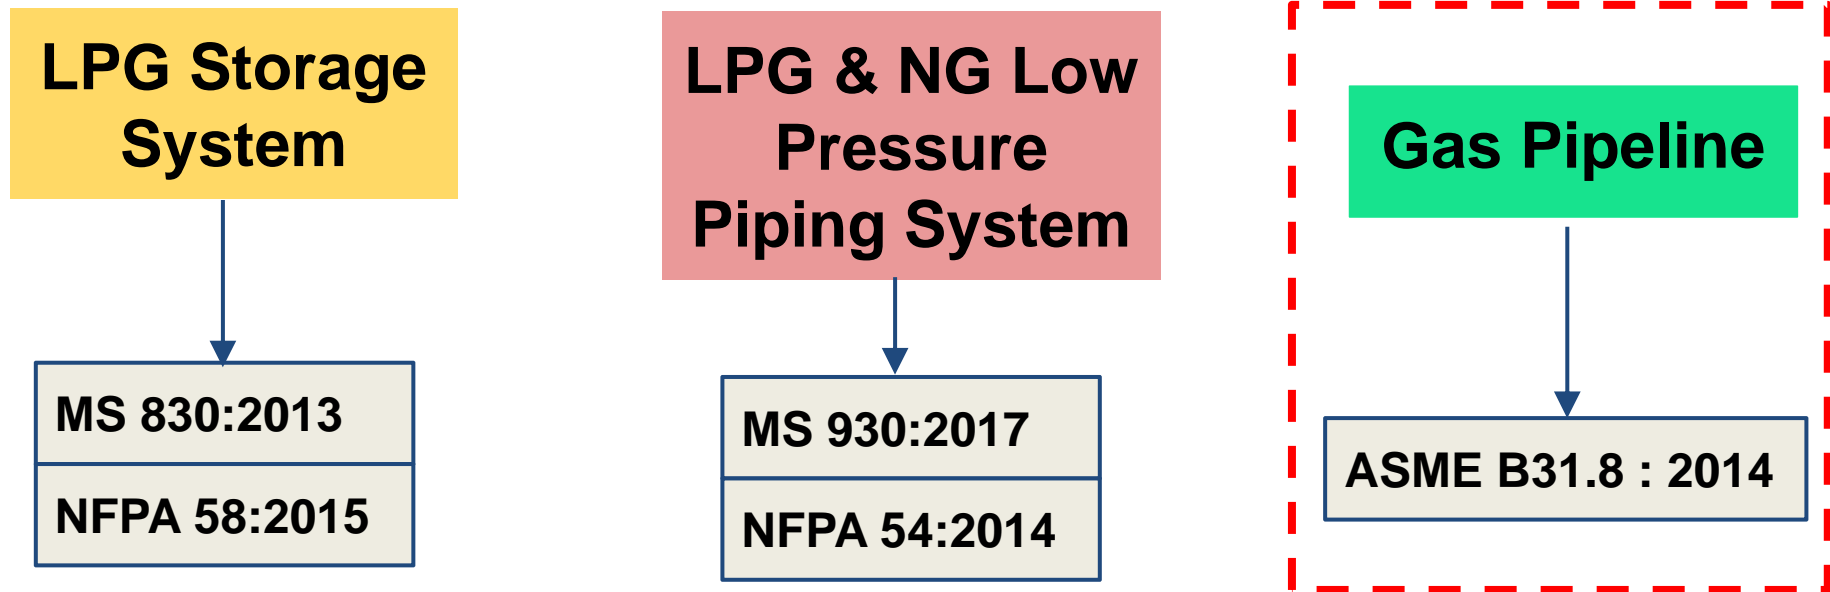 LPG Storage
System
MS 830:2013
NFPA 58:2015
LPG & NG Low
Pressure
Piping System
MS 930:2017
NFPA 54:2014
Gas Pipeline
ASME B31.8 : 2014